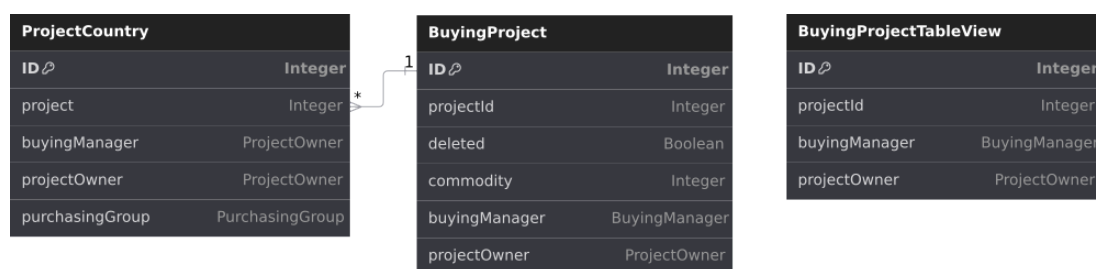 ProjectCountry
ID Integer
project Integer
buyingManager ProjectOwner
projectOwner ProjectOwner
purchasingGroup PurchasingGroup
* 1
BuyingProject
ID Integer
projectId Integer
deleted Boolean
commodity Integer
buyingManager BuyingManager
projectOwner ProjectOwner
BuyingProjectTableView
ID Integer
projectId Integer
buyingManager BuyingManager
projectOwner ProjectOwner